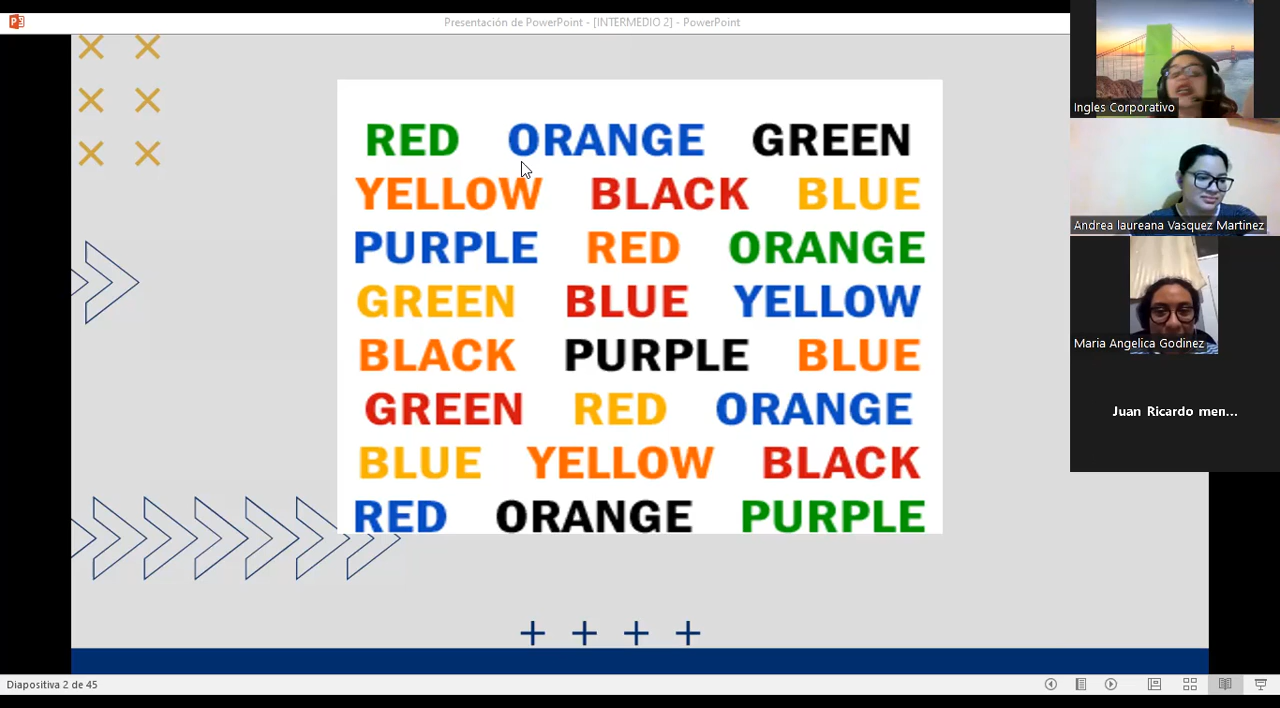 Presentación de PowerPoint - [INTERMEDIO 2] - PowerPoint
RED ORANGE GREEN
YELLOW BLACK BLUE
PURPLE RED ORANGE
GREEN BLUE YELLOW
BLACK PURPLE BLUE
GREEN RED ORANGE
BLUE YELLOW BLACK
RED ORANGE PURPLE
Ingles Corporativo
Andrea laureana Vasquez Martinez
Maria Angelica Godinez
Juan Ricardo men...
Diapositiva 2 de 45